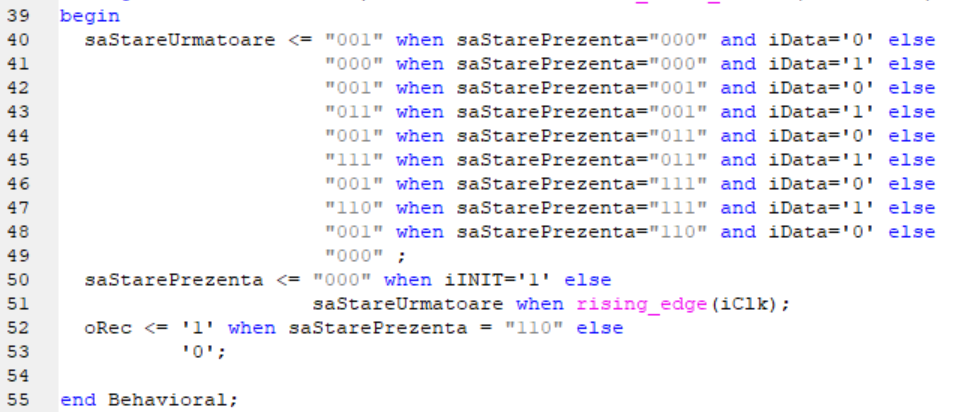 39 begin
40 saStareUrmatoare <= "001" when saStarePrezenta="000" and iData='0' else
41 "000" when saStarePrezenta="000" and iData='1' else
42 "001" when saStarePrezenta="001" and iData='0' else
43 "011" when saStarePrezenta="001" and iData='1' else
44 "001" when saStarePrezenta="011" and iData='0' else
45 "111" when saStarePrezenta="011" and iData='1' else
46 "001" when saStarePrezenta="111" and iData='0' else
47 "110" when saStarePrezenta="111" and iData='1' else
48 "001" when saStarePrezenta="110" and iData='0' else
49 "000" ;
50 saStarePrezenta <= "000" when iINIT='1' else
51 saStareUrmatoare when rising_edge(iClk);
52 oRec <= '1' when saStarePrezenta = "110" else
53 '0';
54
55 end Behavioral;